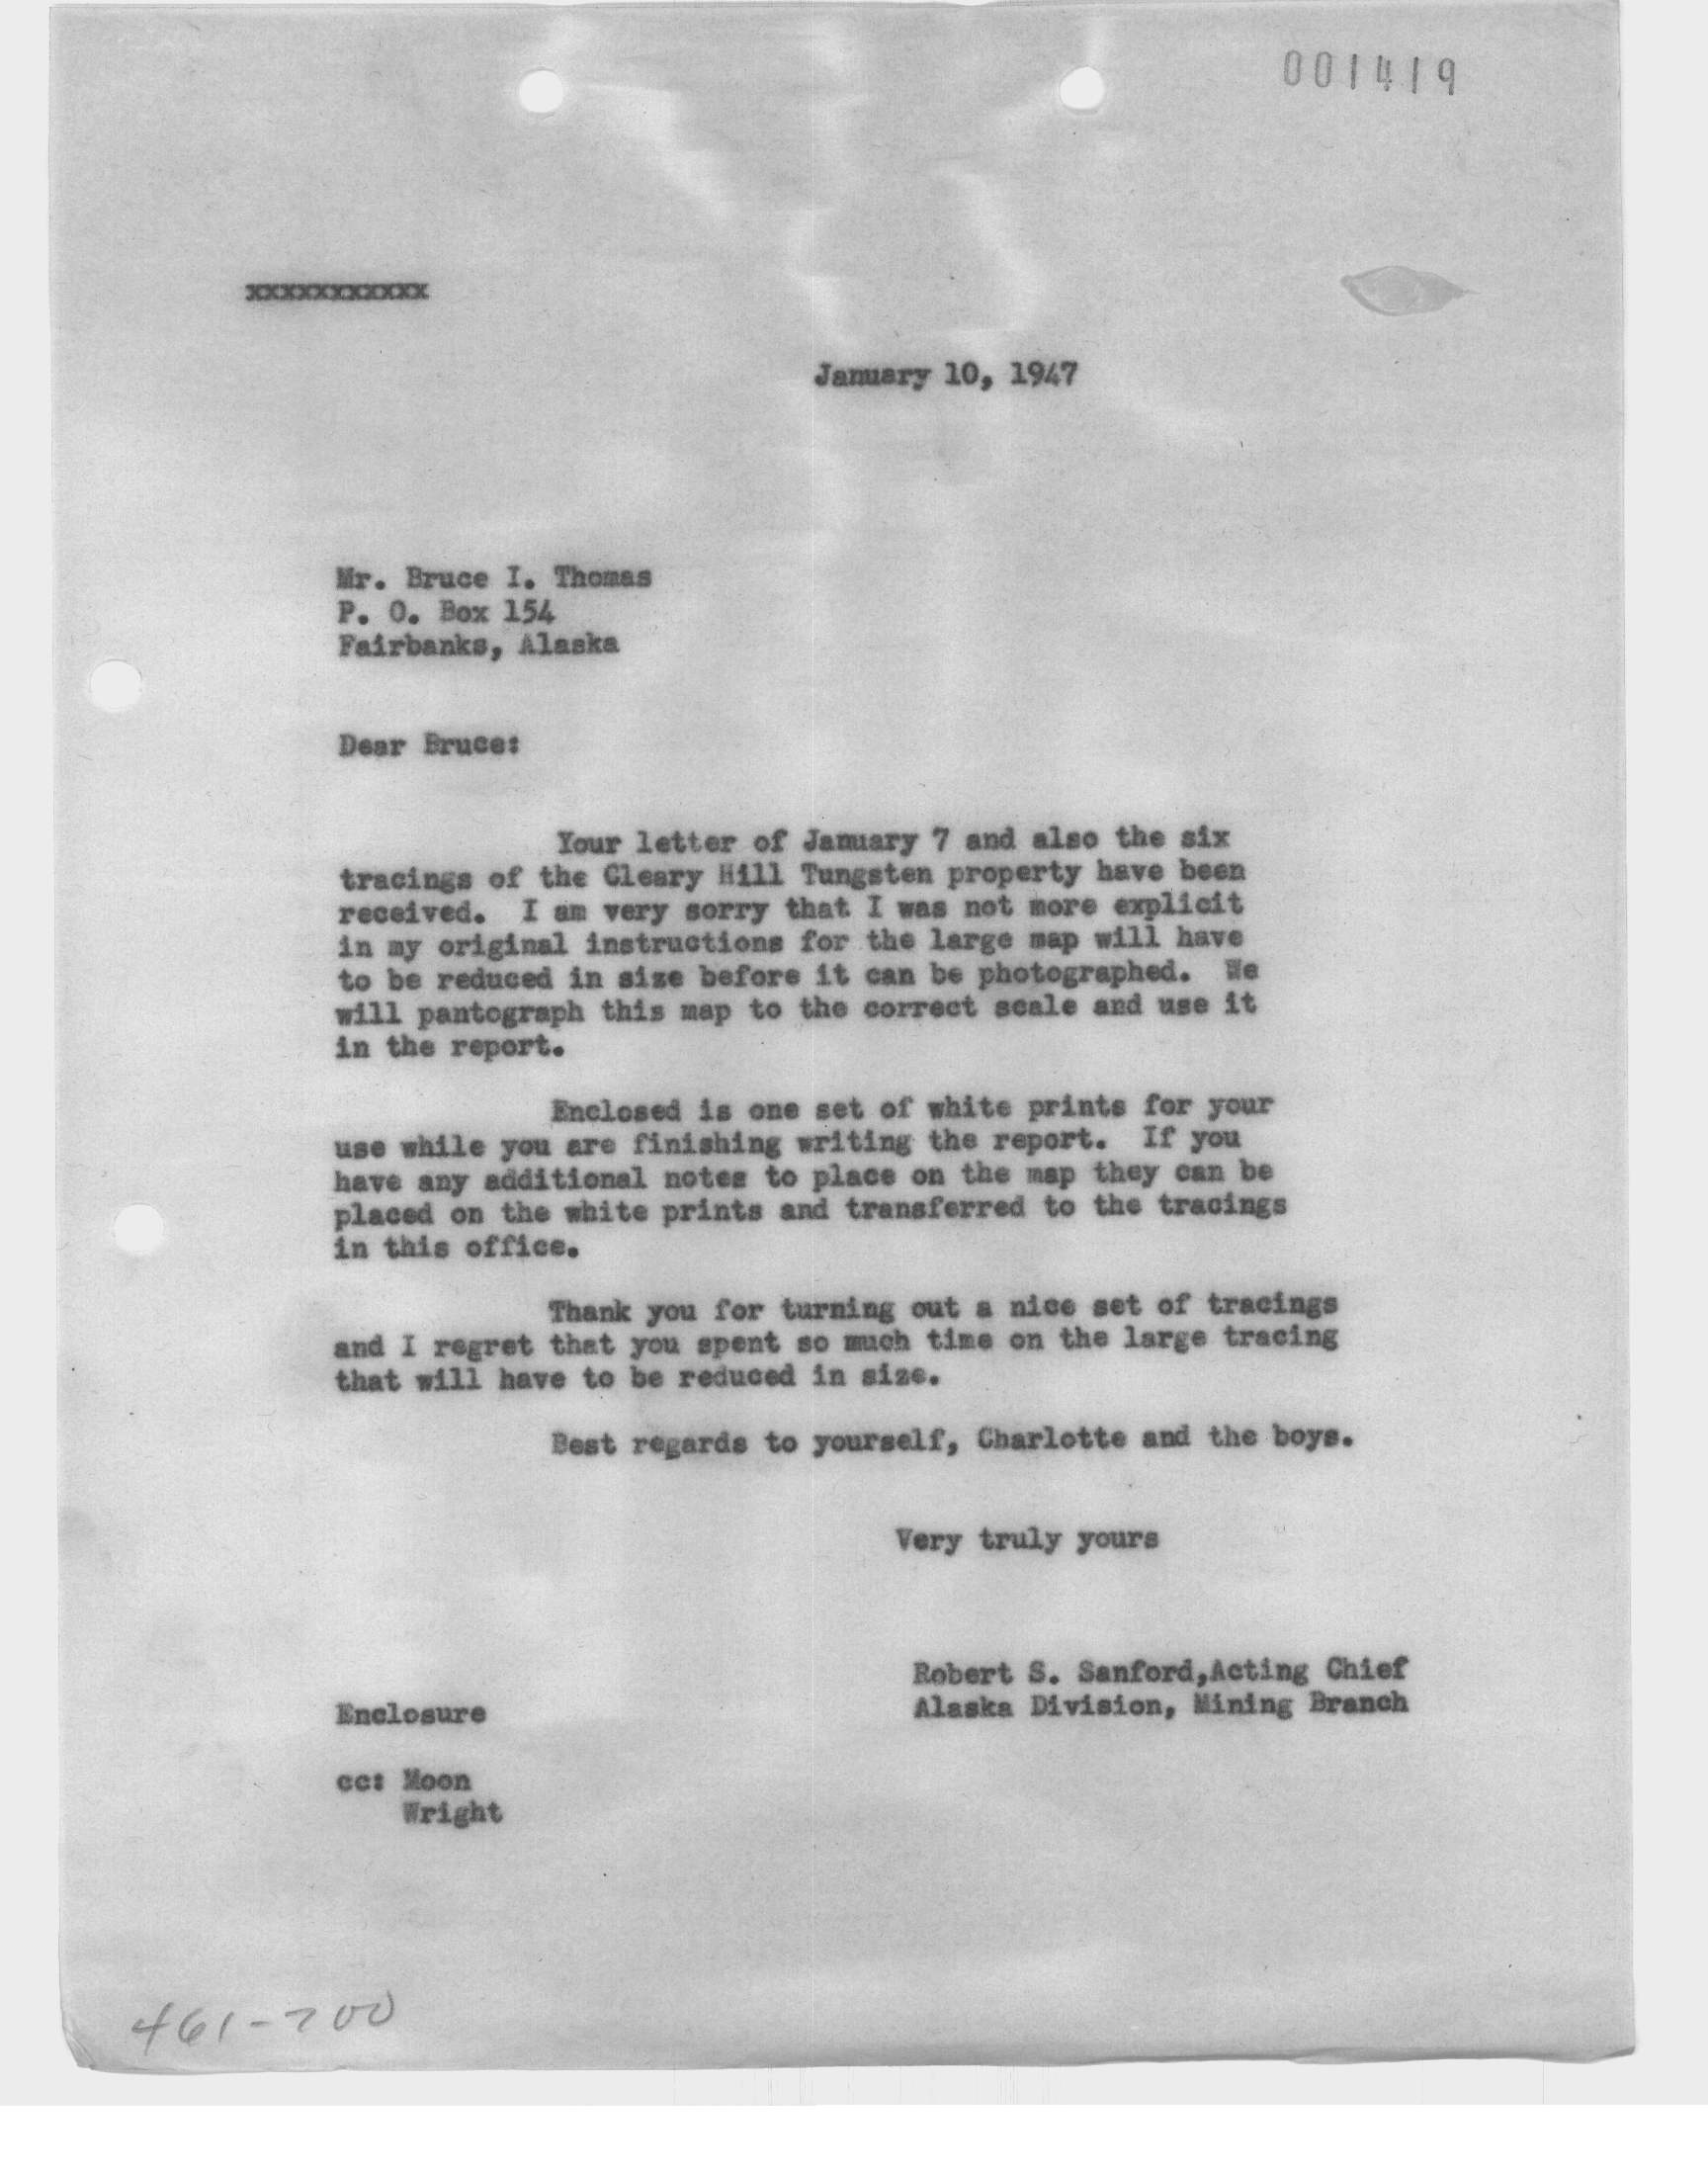 001419
xxxxxxxxxxx
January 10, 1947
Mr. Bruce I. Thomas
P. O. Box 154
Fairbanks, Alaska
Dear Bruce:
Your letter of January 7 and also the six
tracings of the Cleary Hill Tungsten property have been
received. I am very sorry that I was not more explicit
in my original instructions for the large map will have
to be reduced in size before it can be photographed. We
will pantograph this map to the correct scale and use it
in the report.
Enclosed is one set of white prints for your
use while you are finishing writing the report. If you
have any additional notes to place on the map they can be
placed on the white prints and transferred to the tracings
in this office.
Thank you for turning out a nice set of tracings
and I regret that you spent so much time on the large tracing
that will have to be reduced in size.
Best regards to yourself, Charlotte and the boys.
Very truly yours
Robert S. Sanford,Acting Chief
Alaska Division, Mining Branch
Enclosure
cc: Moon
Wright
461-700